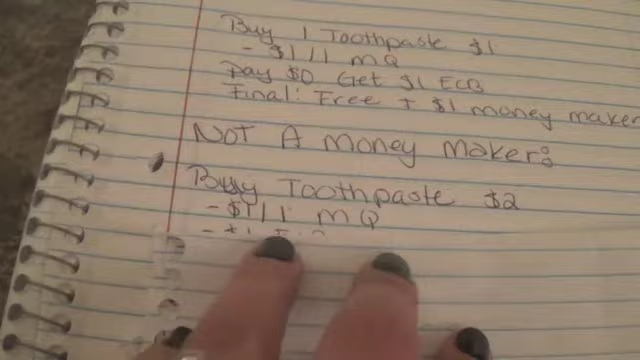 Buy 1 Toothpaste $1
- $1/1 MQ
Pay $0 Get $1 ECB
Final: Free + $1 money maker
NOT A money Maker:
Buy Toothpaste $2
- $1/1 MQ